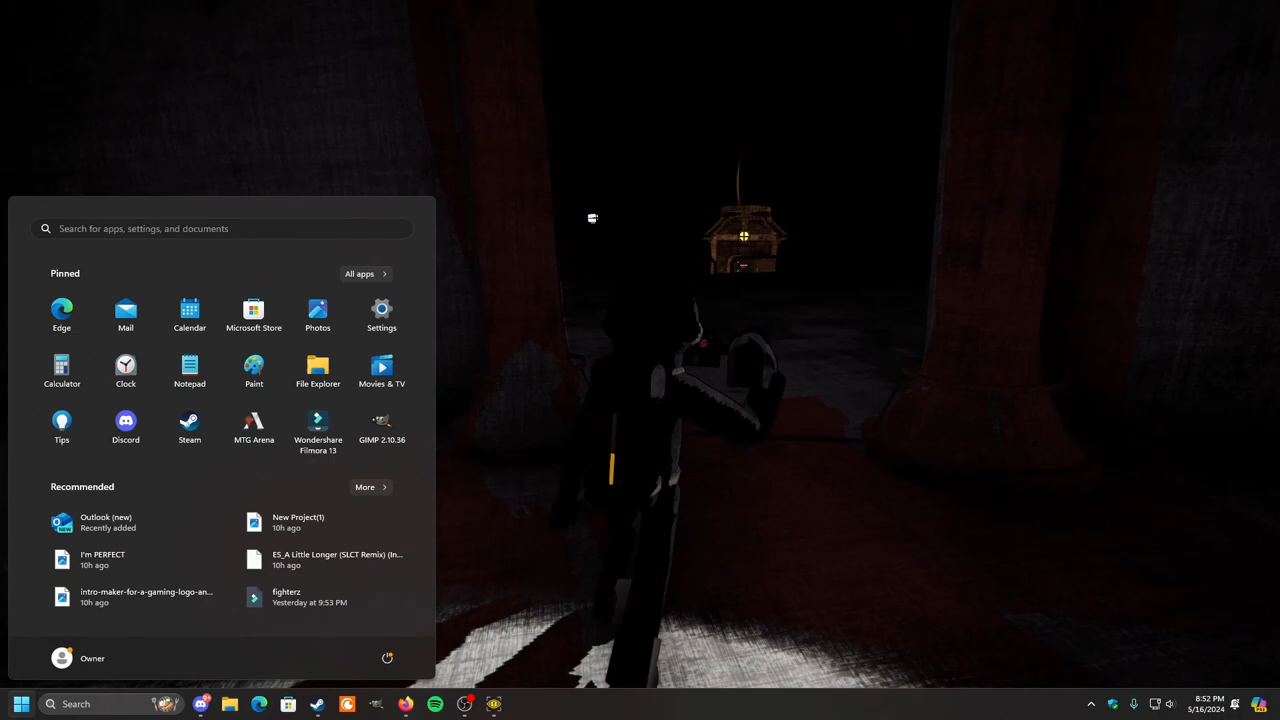 Search for apps, settings, and documents
Pinned
All apps
Edge
Mail
Calendar
Microsoft Store
Photos
Settings
Calculator
Clock
Notepad
Paint
File Explorer
Movies & TV
Tips
Discord
Steam
MTG Arena
Wondershare
Filmora 13
GIMP 2.10.36
Recommended
More
Outlook (new)
Recently added
New Project(1)
10h ago
I'm PERFECT
10h ago
ES_A Little Longer (SLCT Remix) (In...
10h ago
intro-maker-for-a-gaming-logo-an...
10h ago
fighterz
Yesterday at 9:53 PM
Owner
Search
8:52 PM
5/16/2024